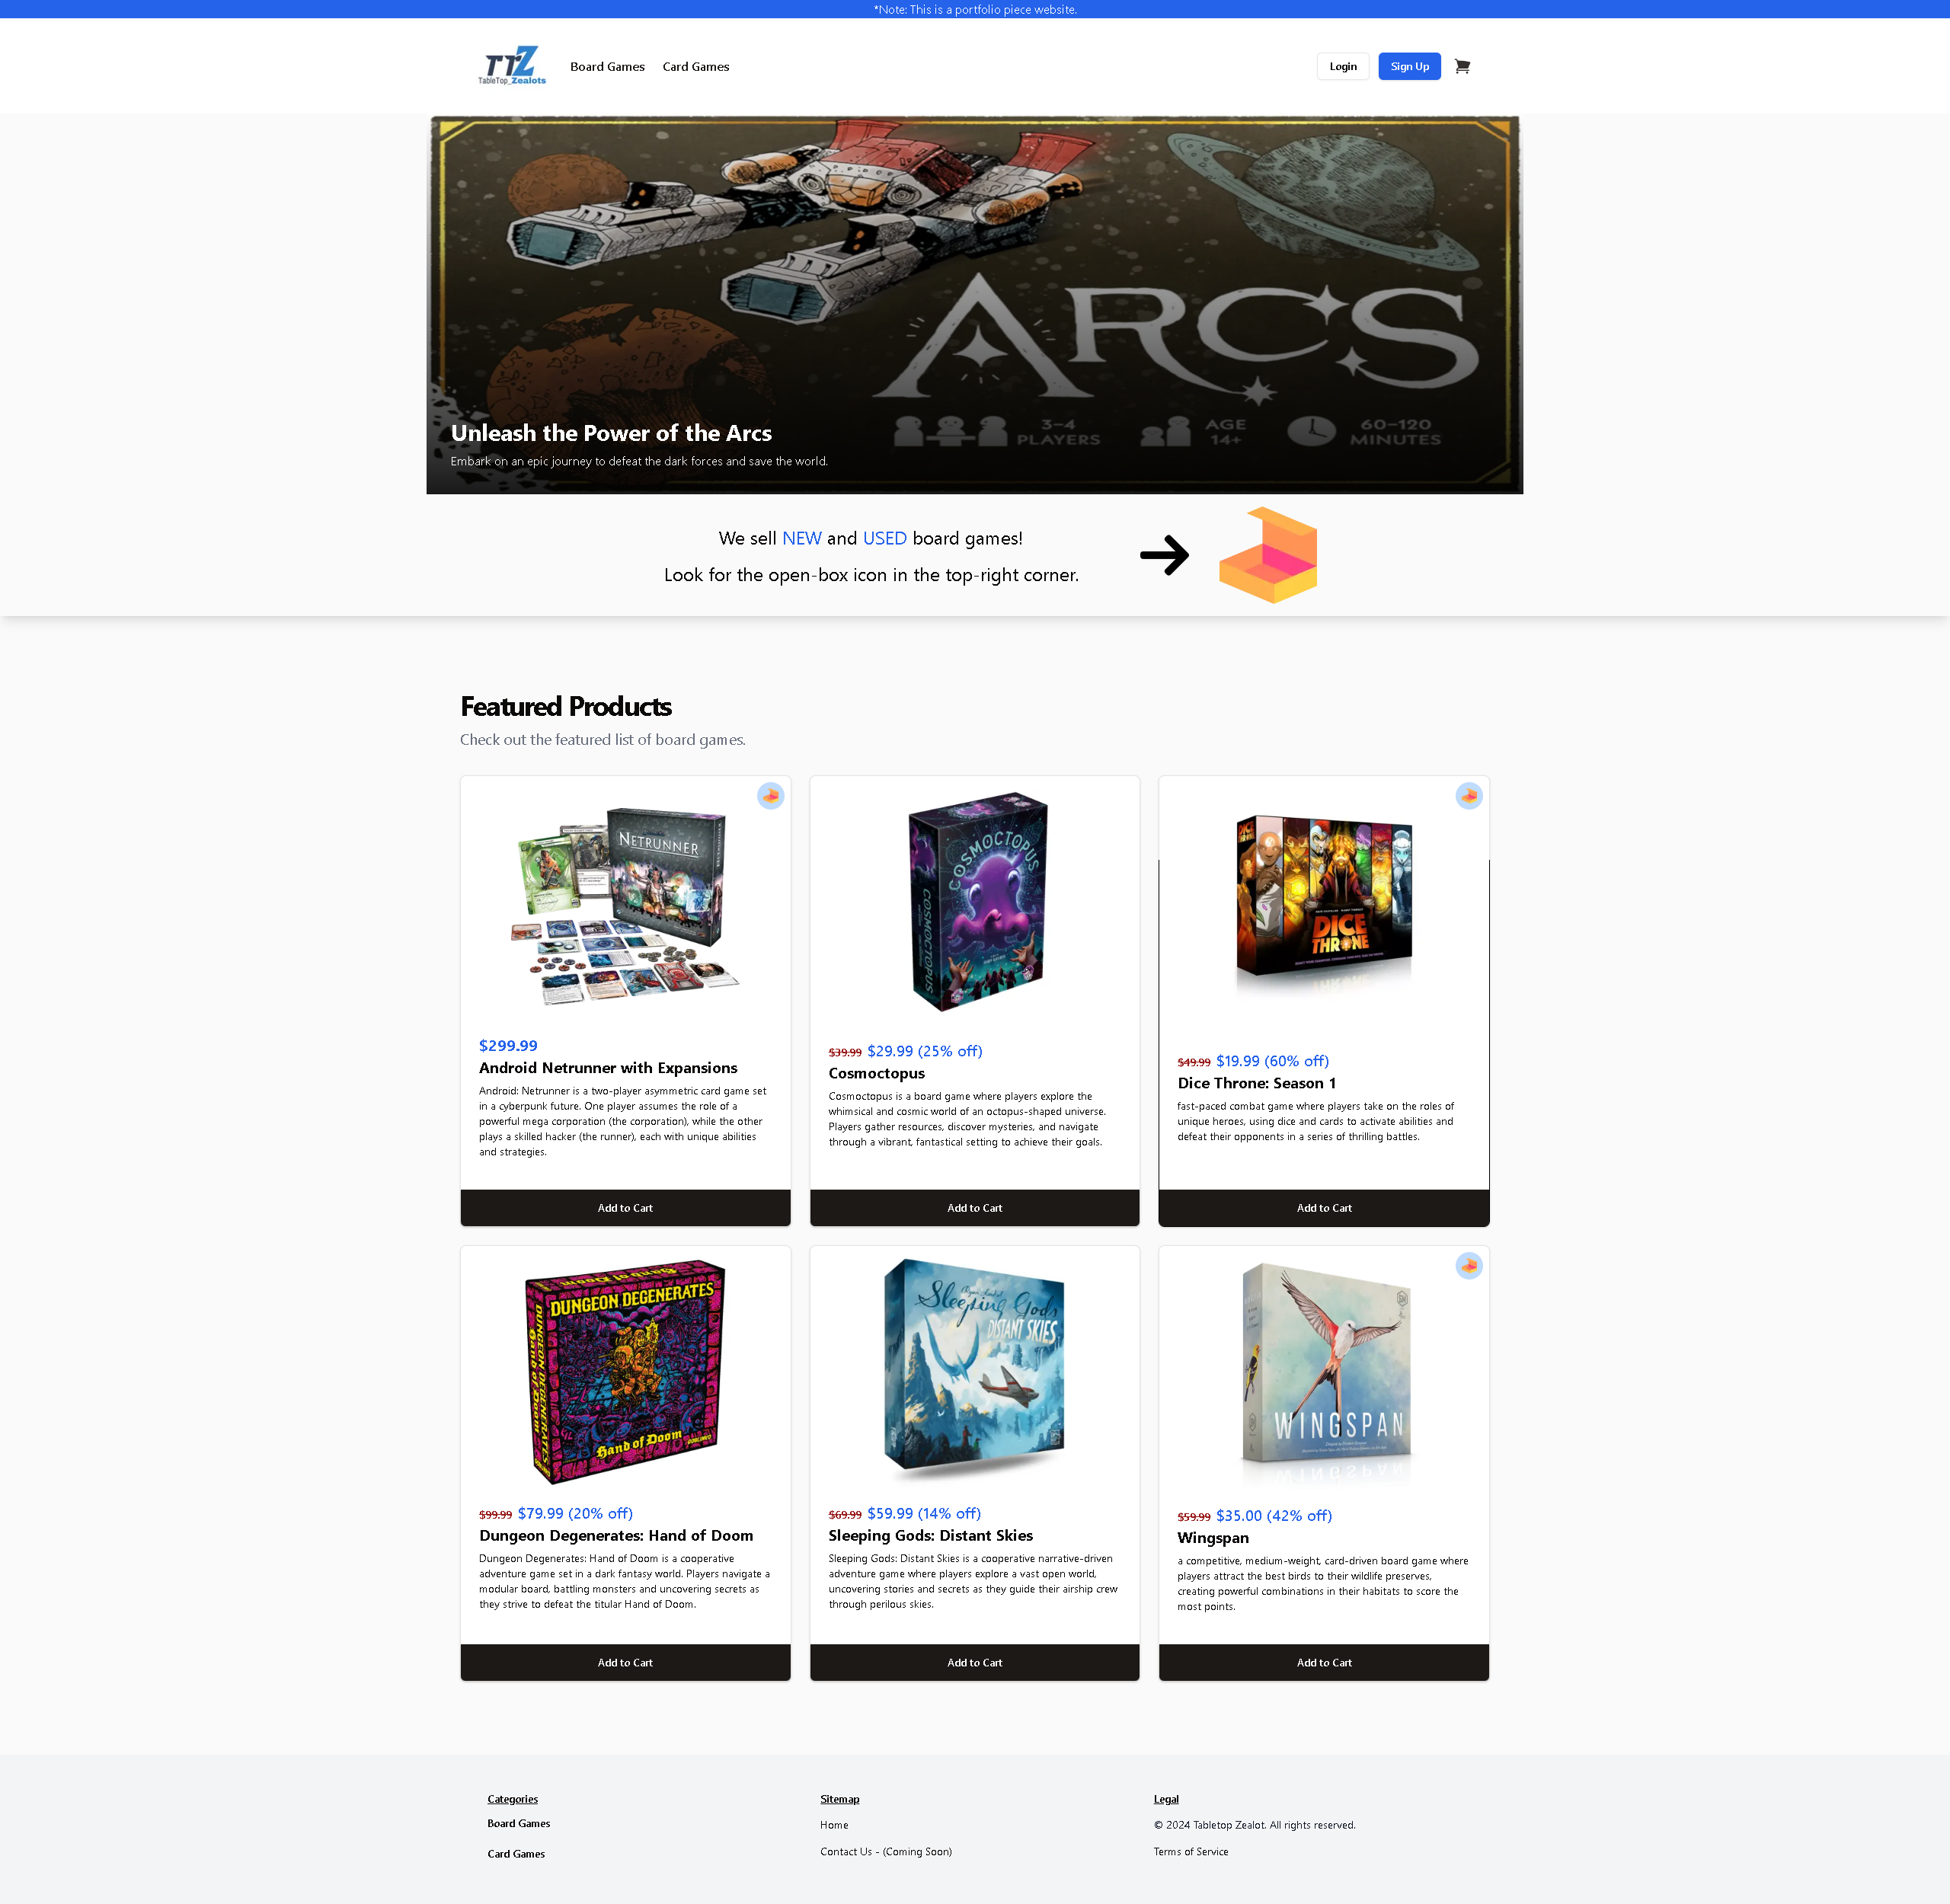 *Note: This is a portfolio piece website.
TTZ
TableTop_Zealots
Board Games
Card Games
Login
Sign Up
ARCS
3–4
PLAYERS
AGE
14+
60–120
MINUTES
Unleash the Power of the Arcs
Embark on an epic journey to defeat the dark forces and save the world.
We sell NEW and USED board games!
Look for the open-box icon in the top-right corner.
Featured Products
Check out the featured list of board games.
NETRUNNER
$299.99
Android Netrunner with Expansions
Android: Netrunner is a two-player asymmetric card game set
in a cyberpunk future. One player assumes the role of a
powerful mega corporation (the corporation), while the other
plays a skilled hacker (the runner), each with unique abilities
and strategies.
Add to Cart
COSMOCTOPUS
COSMOCTOPUS
$39.99 $29.99 (25% off)
Cosmoctopus
Cosmoctopus is a board game where players explore the
whimsical and cosmic world of an octopus-shaped universe.
Players gather resources, discover mysteries, and navigate
through a vibrant, fantastical setting to achieve their goals.
Add to Cart
DICE
THRONE
$49.99 $19.99 (60% off)
Dice Throne: Season 1
fast-paced combat game where players take on the roles of
unique heroes, using dice and cards to activate abilities and
defeat their opponents in a series of thrilling battles.
Add to Cart
Hand of Doom
DUNGEON DEGENERATES
DUNGEON DEGENERATES
Hand of Doom
Hand of Doom
$99.99 $79.99 (20% off)
Dungeon Degenerates: Hand of Doom
Dungeon Degenerates: Hand of Doom is a cooperative
adventure game set in a dark fantasy world. Players navigate a
modular board, battling monsters and uncovering secrets as
they strive to defeat the titular Hand of Doom.
Add to Cart
Sleeping Gods
DISTANT SKIES
$69.99 $59.99 (14% off)
Sleeping Gods: Distant Skies
Sleeping Gods: Distant Skies is a cooperative narrative-driven
adventure game where players explore a vast open world,
uncovering stories and secrets as they guide their airship crew
through perilous skies.
Add to Cart
WINGSPAN
$59.99 $35.00 (42% off)
Wingspan
a competitive, medium-weight, card-driven board game where
players attract the best birds to their wildlife preserves,
creating powerful combinations in their habitats to score the
most points.
Add to Cart
Categories
Board Games
Card Games
Sitemap
Home
Contact Us - (Coming Soon)
Legal
© 2024 Tabletop Zealot. All rights reserved.
Terms of Service